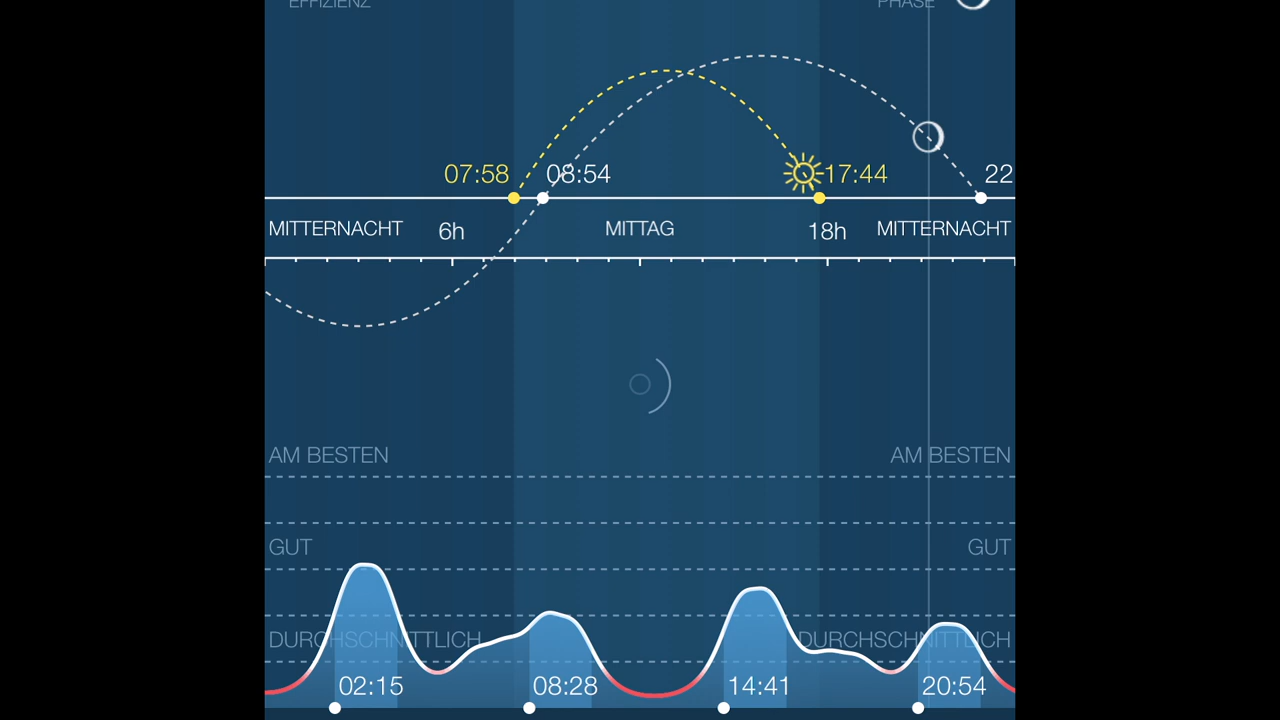 EFFIZIENZ PHASE
07:58 08:54 17:44 22
MITTERNACHT 6h MITTAG 18h MITTERNACHT
AM BESTEN AM BESTEN
GUT GUT
DURCHSCHNITTLICH DURCHSCHNITTLICH
02:15 08:28 14:41 20:54